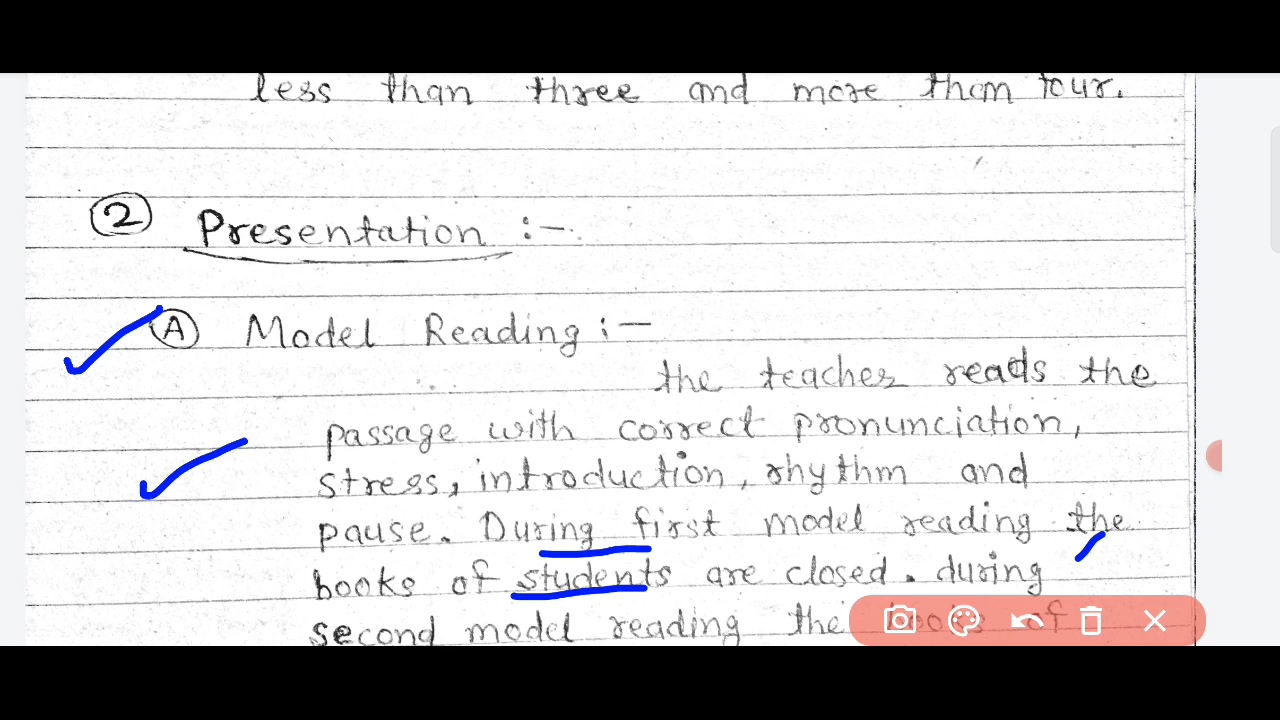 less than three and more than four.
② Presentation :-
Ⓐ Model Reading :-
the teacher reads the
passage with correct pronunciation,
stress, introduction, rhythm and
pause. During first model reading the
books of students are closed. during
second model reading the books of